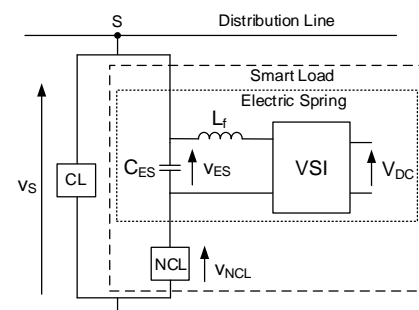 S Distribution Line
Smart Load
Electric Spring
Lf
CES
vES
VSI
VDC
vS
CL
NCL
vNCL